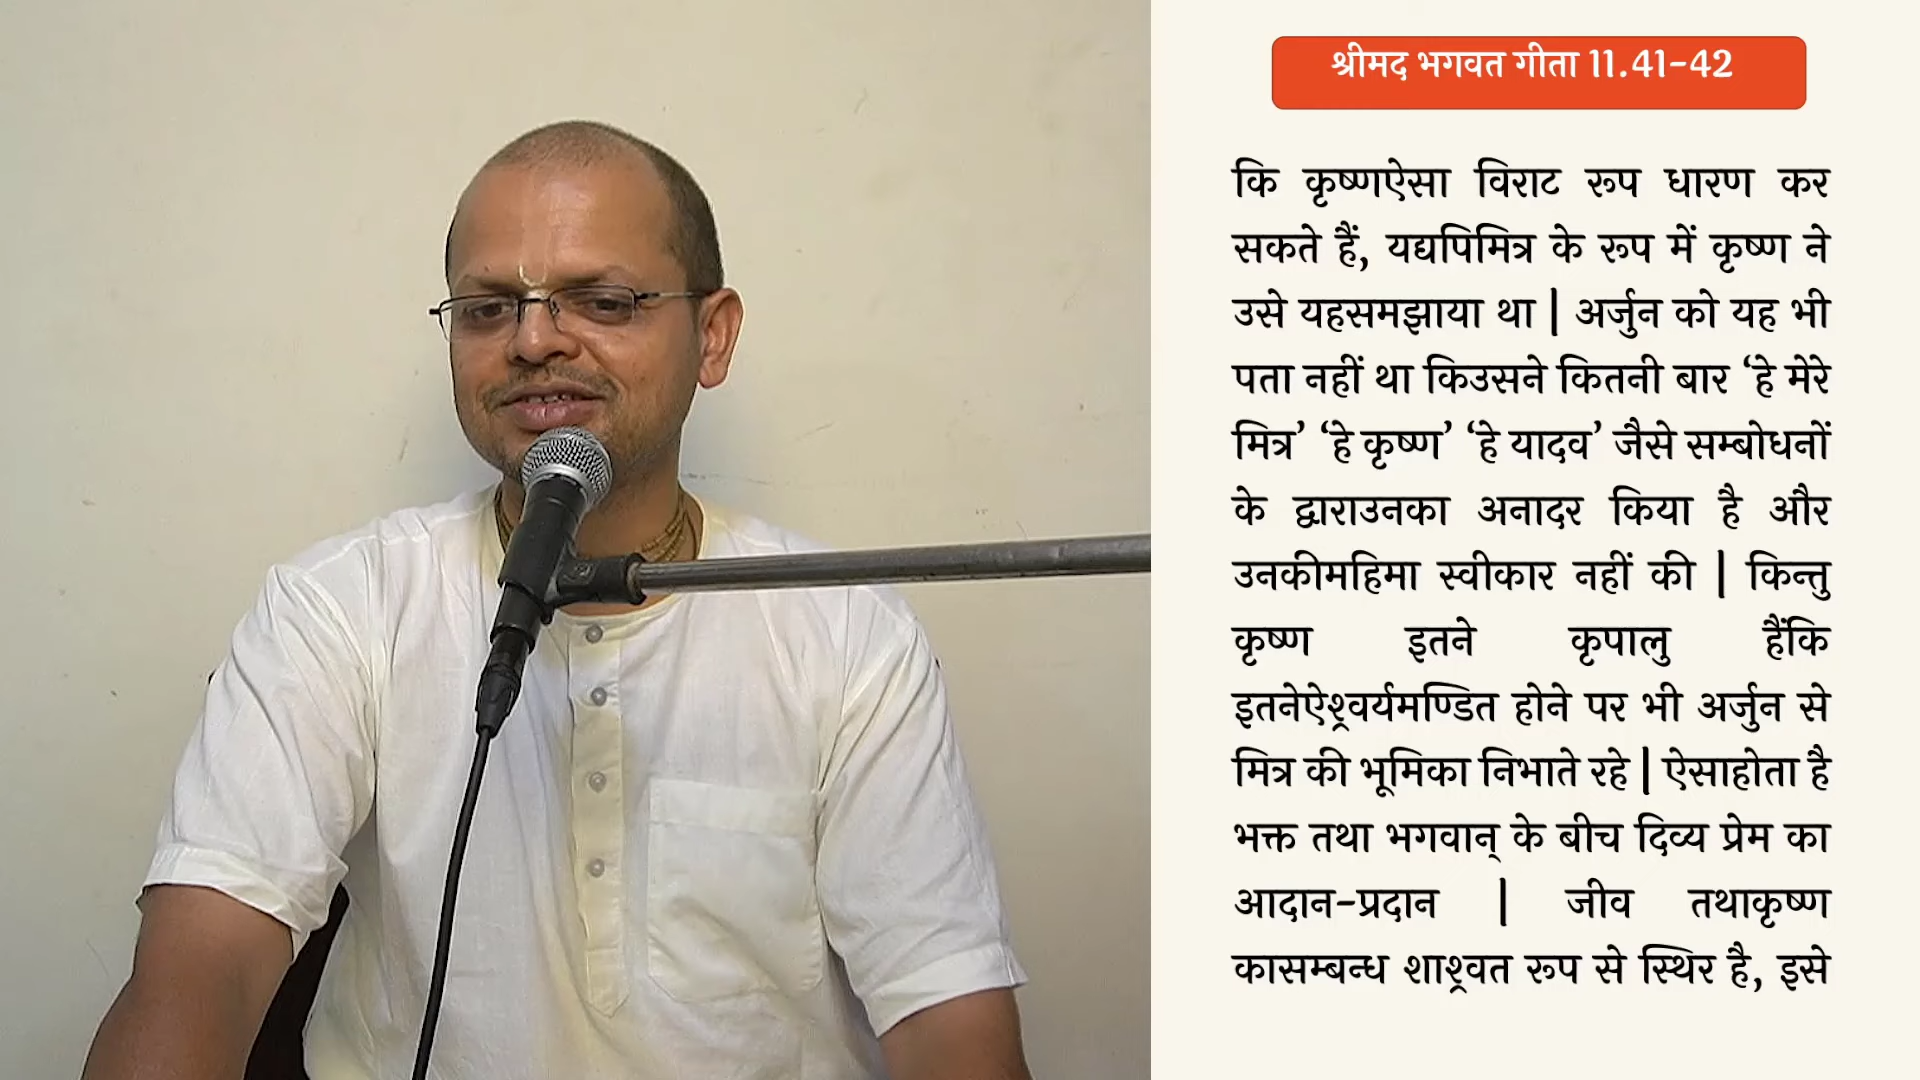 श्रीमद भगवत गीता 11.41-42
कि कृष्णऐसा विराट रूप धारण कर
सकते हैं, यद्यपिमित्र के रूप में कृष्ण ने
उसे यहसमझाया था | अर्जुन को यह भी
पता नहीं था किउसने कितनी बार ‘हे मेरे
मित्र’ ‘हे कृष्ण’ ‘हे यादव’ जैसे सम्बोधनों
के द्वाराउनका अनादर किया है और
उनकीमहिमा स्वीकार नहीं की | किन्तु
कृष्ण इतने कृपालु हैंकि
इतनेऐश्र्वर्यमण्डित होने पर भी अर्जुन से
मित्र की भूमिका निभाते रहे | ऐसाहोता है
भक्त तथा भगवान् के बीच दिव्य प्रेम का
आदान-प्रदान | जीव तथाकृष्ण
कासम्बन्ध शाश्र्वत रूप से स्थिर है, इसे